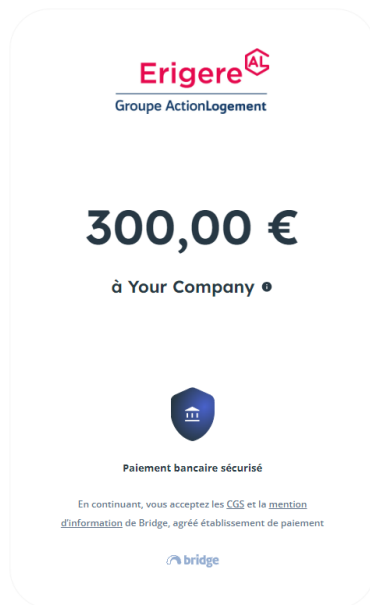 Erigere AL
Groupe ActionLogement
300,00 €
à Your Company
Paiement bancaire sécurisé
En continuant, vous acceptez les CGS et la mention
d'information de Bridge, agréé établissement de paiement
bridge